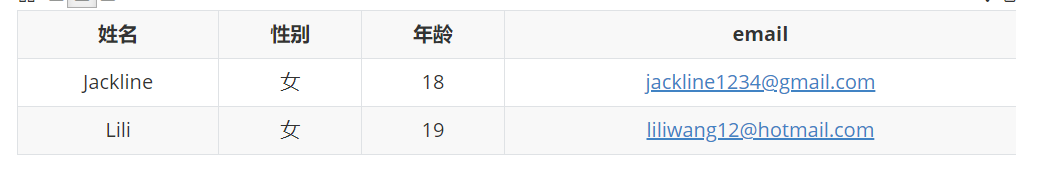 姓名 性别 年龄 email
Jackline 女 18 jackline1234@gmail.com
Lili 女 19 liliwang12@hotmail.com